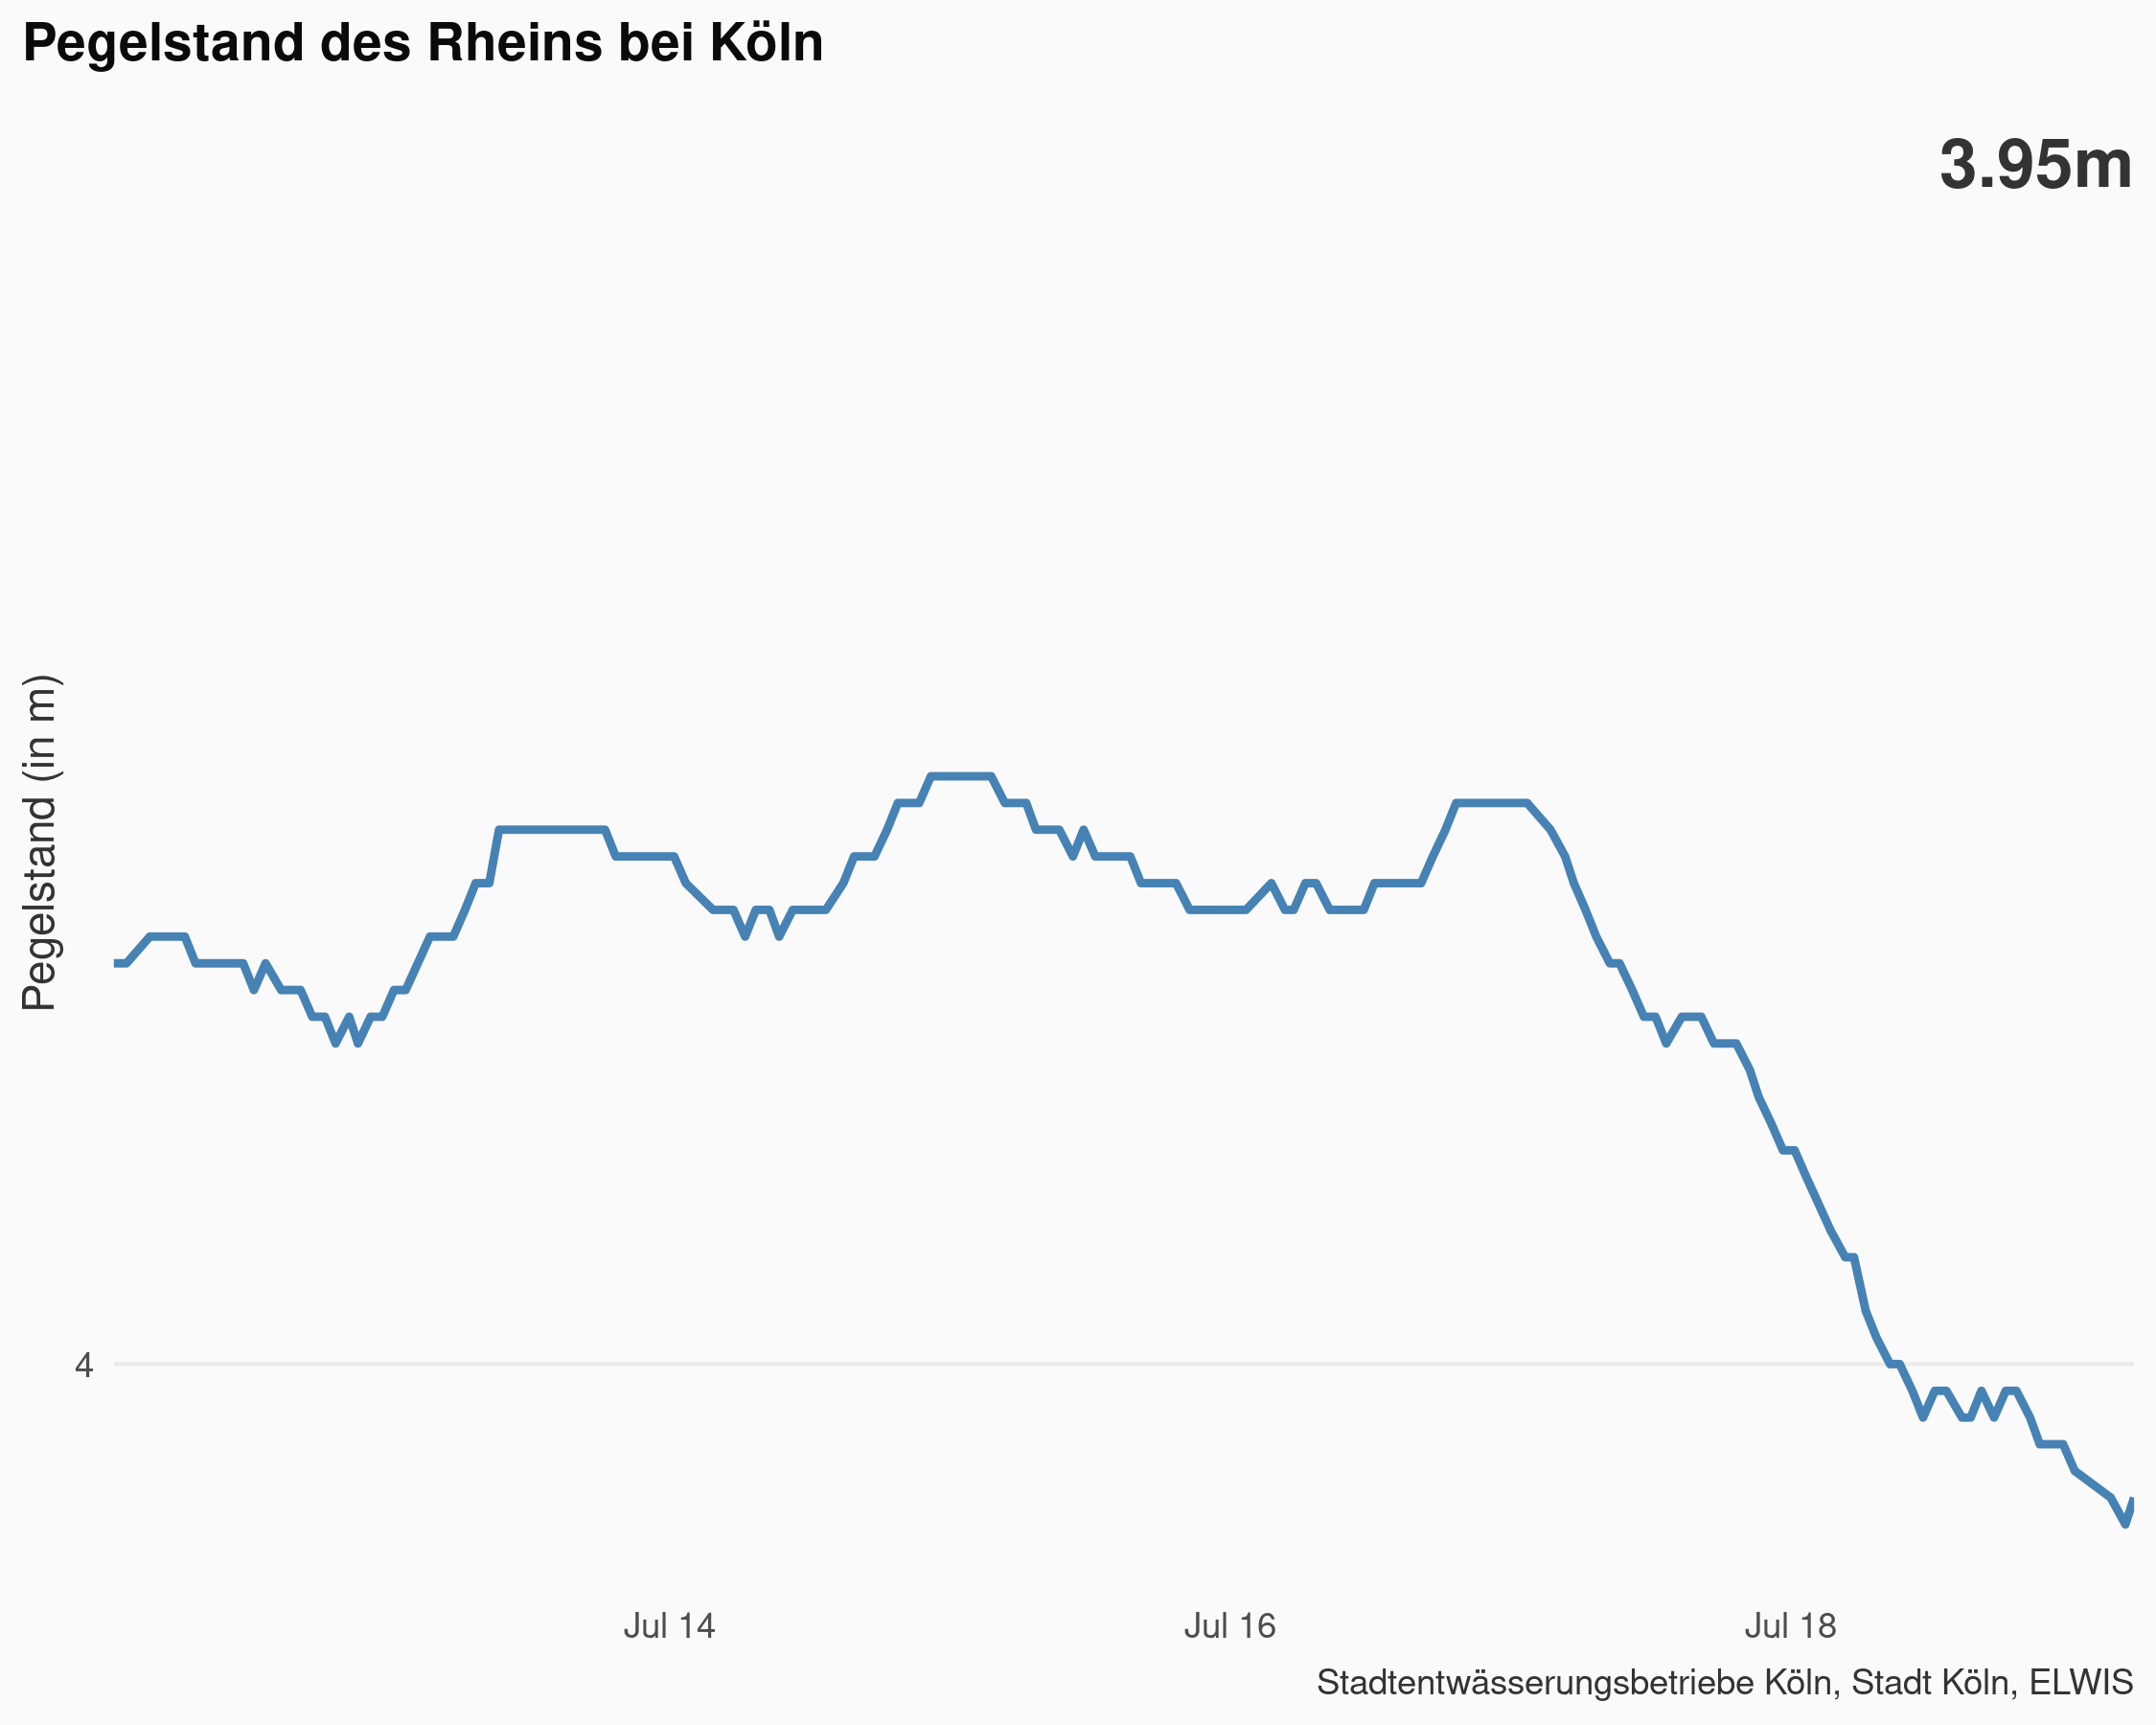 Pegelstand des Rheins bei Köln
3.95m
Pegelstand (in m)
4
Jul 14
Jul 16
Jul 18
Stadtentwässerungsbetriebe Köln, Stadt Köln, ELWIS